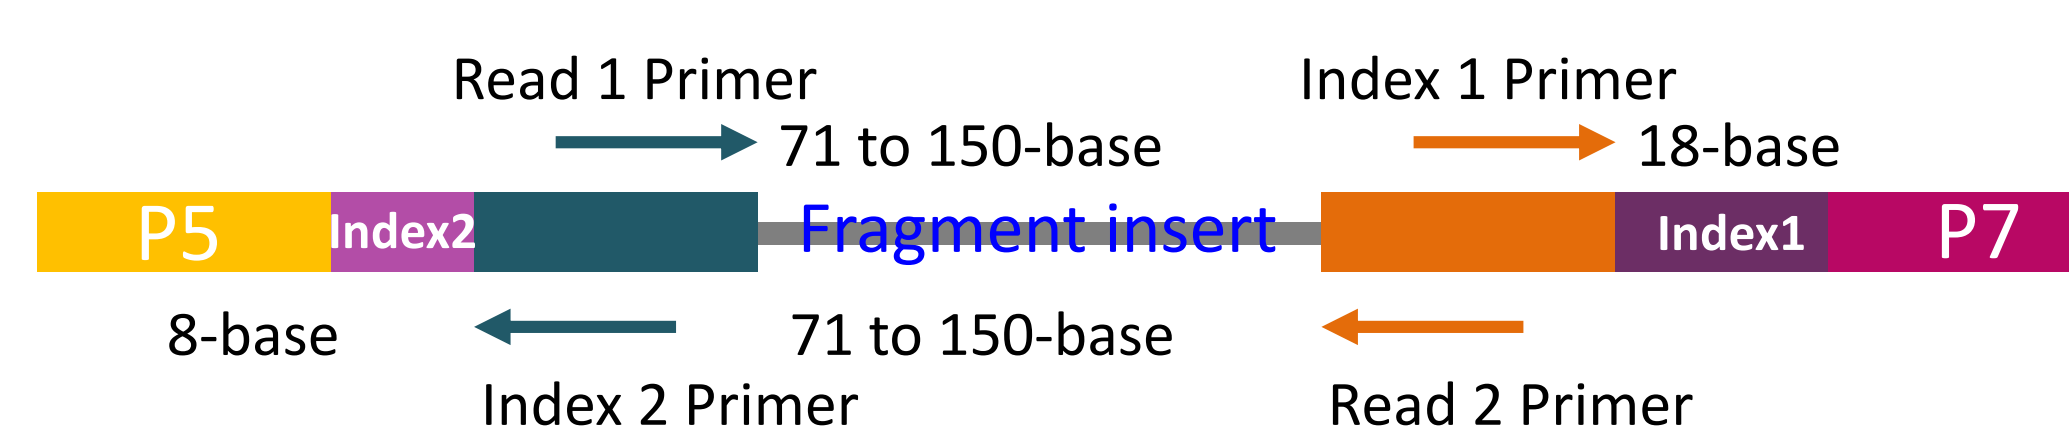 Read 1 Primer
Index 1 Primer
71 to 150-base
18-base
P5
Index2
Fragment insert
Index1
P7
8-base
71 to 150-base
Index 2 Primer
Read 2 Primer